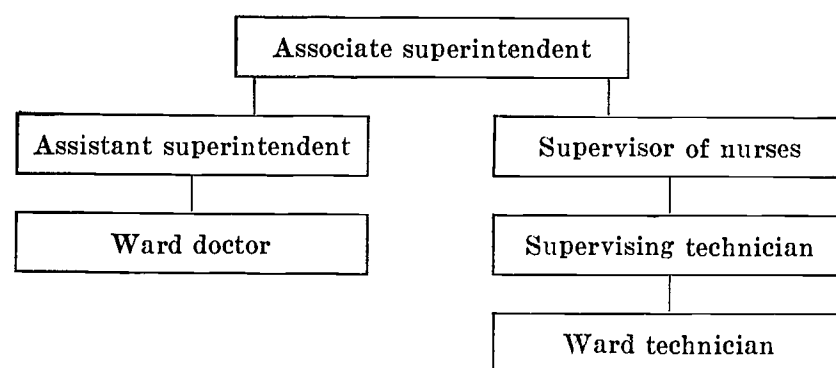 Associate superintendent
Assistant superintendent
Supervisor of nurses
Ward doctor
Supervising technician
Ward technician